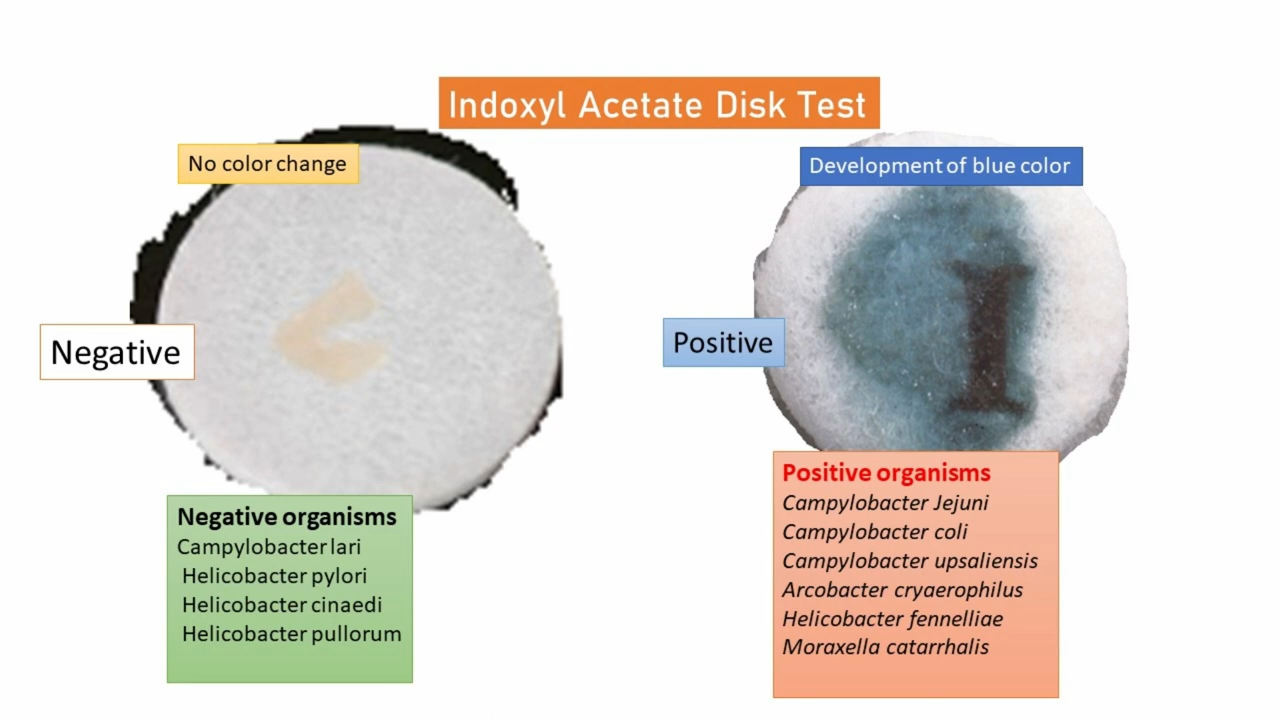 Indoxyl Acetate Disk Test
No color change
Development of blue color
Negative
Positive
I
Negative organisms
Campylobacter lari
Helicobacter pylori
Helicobacter cinaedi
Helicobacter pullorum
Positive organisms
Campylobacter Jejuni
Campylobacter coli
Campylobacter upsaliensis
Arcobacter cryaerophilus
Helicobacter fennelliae
Moraxella catarrhalis